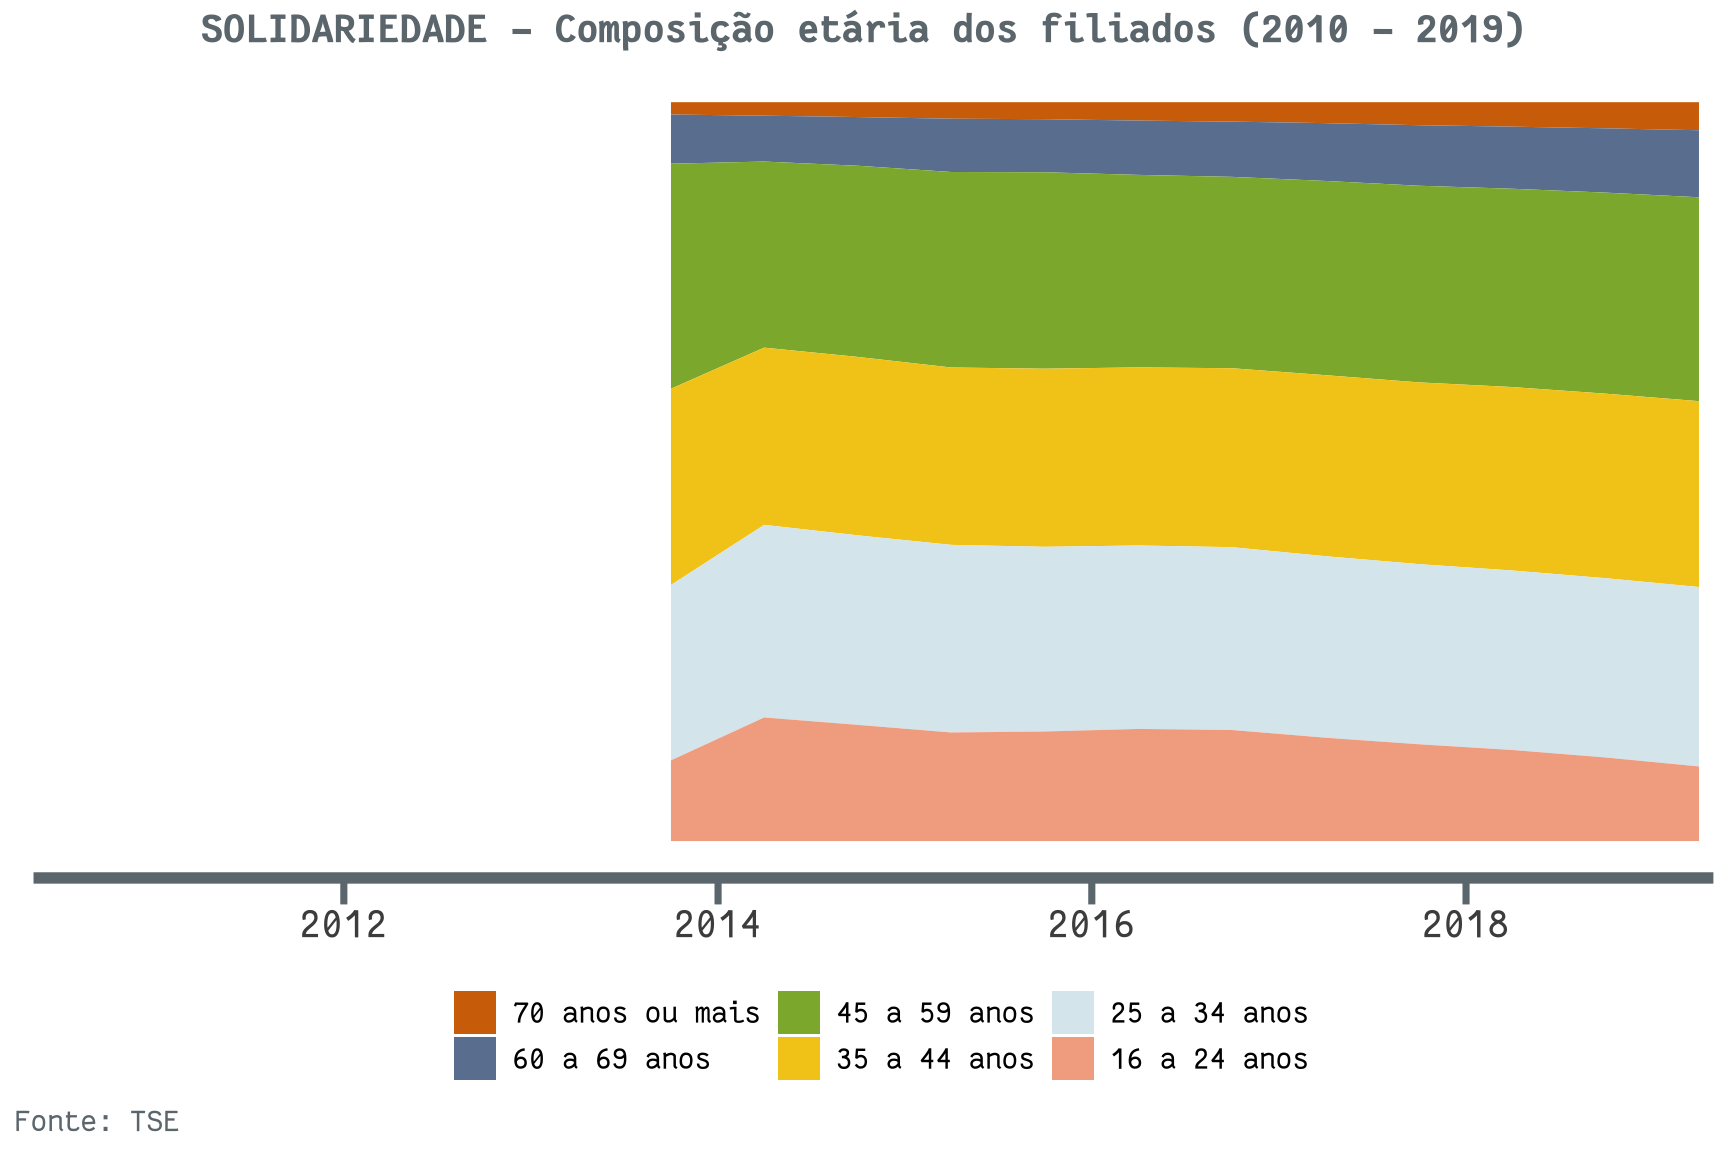 SOLIDARIEDADE – Composição etária dos filiados (2010 – 2019)
2012 2014 2016 2018
70 anos ou mais 45 a 59 anos 25 a 34 anos
60 a 69 anos 35 a 44 anos 16 a 24 anos
Fonte: TSE